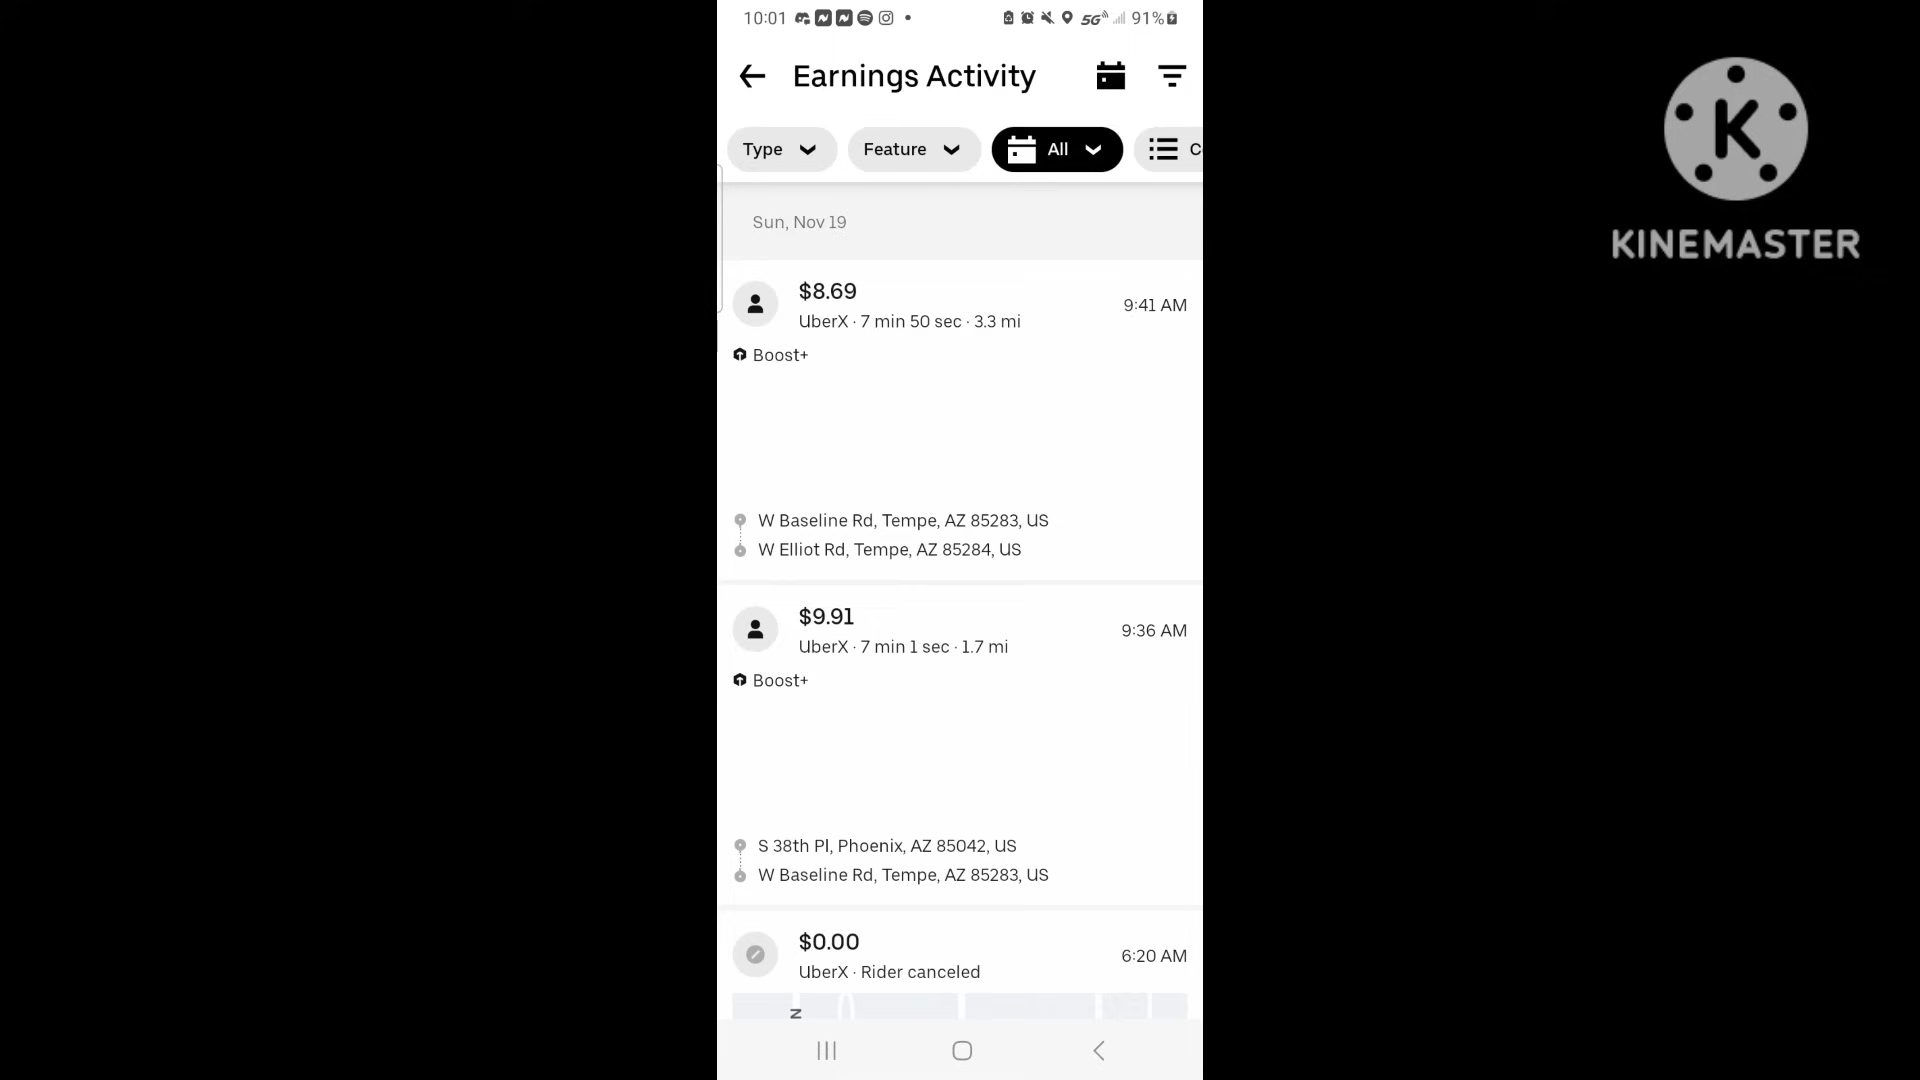 10:01 5G 91%
Earnings Activity
Type Feature All C
Sun, Nov 19
$8.69
9:41 AM
UberX · 7 min 50 sec · 3.3 mi
Boost+
W Baseline Rd, Tempe, AZ 85283, US
W Elliot Rd, Tempe, AZ 85284, US
$9.91
9:36 AM
UberX · 7 min 1 sec · 1.7 mi
Boost+
S 38th Pl, Phoenix, AZ 85042, US
W Baseline Rd, Tempe, AZ 85283, US
$0.00
6:20 AM
UberX · Rider canceled
N
K
KINEMASTER